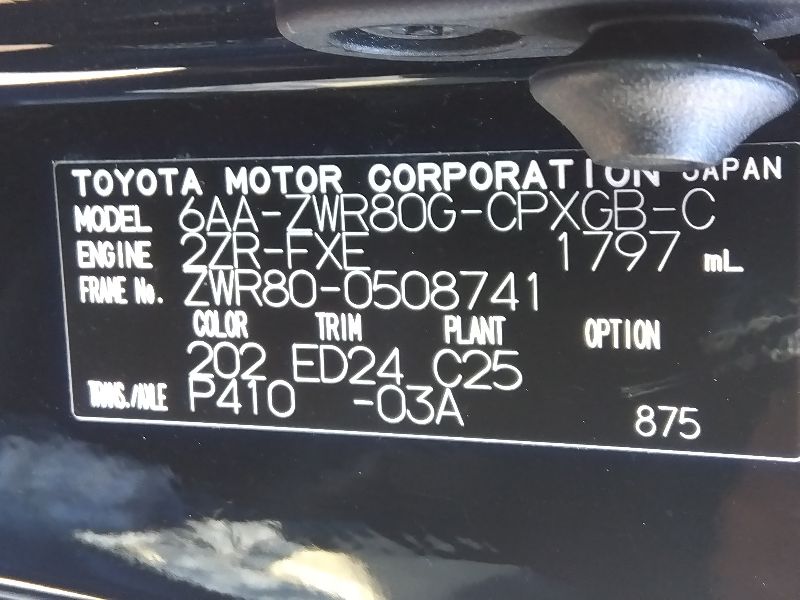 TOYOTA MOTOR CORPORATION JAPAN
MODEL 6AA-ZWR80G-CPXGB-C
ENGINE 2ZR-FXE 1797 mL
FRAME No. ZWR80-0508741
COLOR TRIM PLANT OPTION
202 ED24 C25
TRANS./AXLE P410 -03A
875